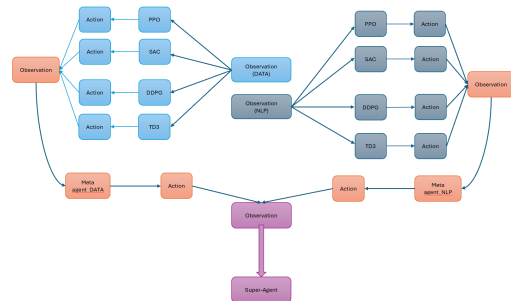 Action
PPO
PPO
Action
Action
SAC
SAC
Action
Observation
Observation
(DATA)
Observation
Action
DDPG
Observation
(NLP)
DDPG
Action
Action
TD3
TD3
Action
Meta
agent_DATA
Action
Action
Meta
agent_NLP
Observation
Super-Agent